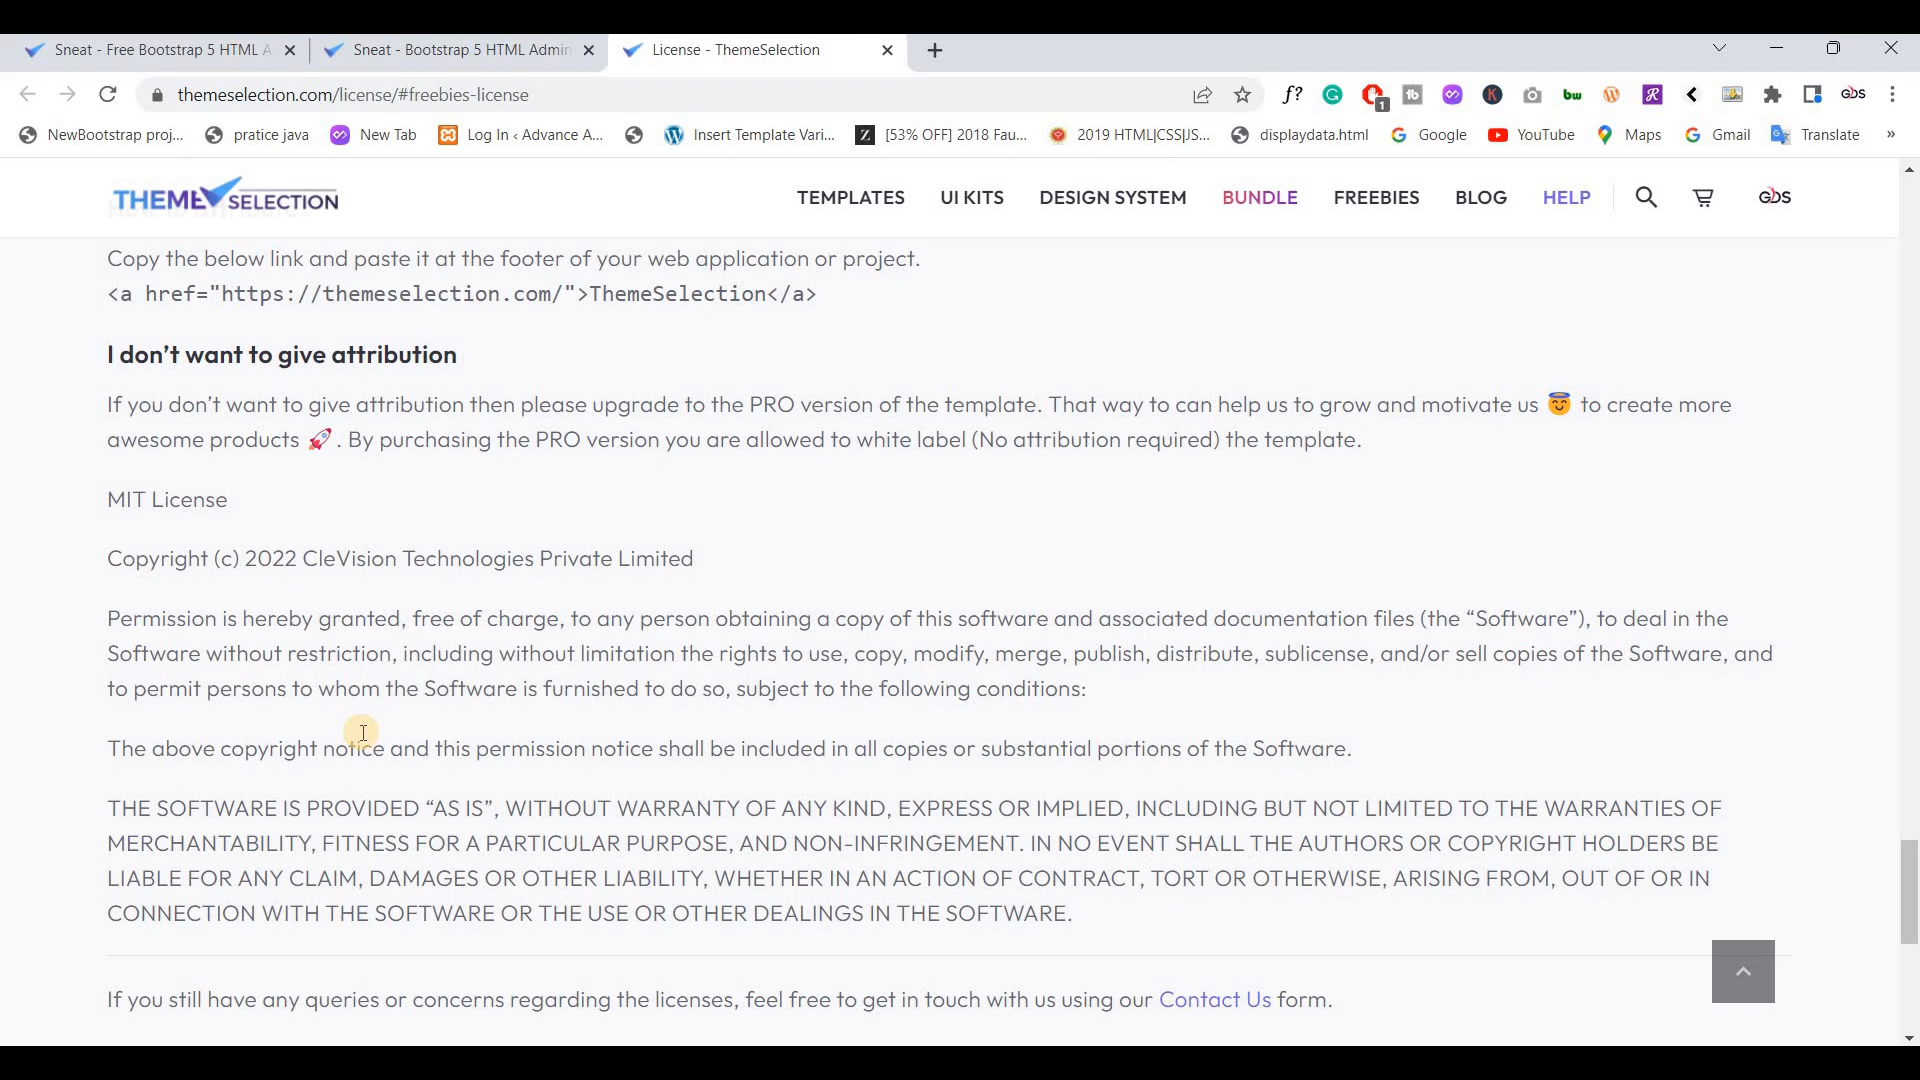 Sneat - Free Bootstrap 5 HTML A
Sneat - Bootstrap 5 HTML Admin
License - ThemeSelection
themeselection.com/license/#freebies-license
NewBootstrap proj...
pratice java
New Tab
Log In ‹ Advance A...
Insert Template Vari...
[53% OFF] 2018 Fau...
2019 HTML|CSS|JS...
displaydata.html
Google
YouTube
Maps
Gmail
Translate
»
THEMESELECTION
TEMPLATES
UI KITS
DESIGN SYSTEM
BUNDLE
FREEBIES
BLOG
HELP
GDS
Copy the below link and paste it at the footer of your web application or project.
<a href="https://themeselection.com/">ThemeSelection</a>
I don’t want to give attribution
If you don’t want to give attribution then please upgrade to the PRO version of the template. That way to can help us to grow and motivate us 😇 to create more
awesome products 🚀. By purchasing the PRO version you are allowed to white label (No attribution required) the template.
MIT License
Copyright (c) 2022 CleVision Technologies Private Limited
Permission is hereby granted, free of charge, to any person obtaining a copy of this software and associated documentation files (the “Software”), to deal in the
Software without restriction, including without limitation the rights to use, copy, modify, merge, publish, distribute, sublicense, and/or sell copies of the Software, and
to permit persons to whom the Software is furnished to do so, subject to the following conditions:
The above copyright notice and this permission notice shall be included in all copies or substantial portions of the Software.
THE SOFTWARE IS PROVIDED “AS IS”, WITHOUT WARRANTY OF ANY KIND, EXPRESS OR IMPLIED, INCLUDING BUT NOT LIMITED TO THE WARRANTIES OF
MERCHANTABILITY, FITNESS FOR A PARTICULAR PURPOSE, AND NON-INFRINGEMENT. IN NO EVENT SHALL THE AUTHORS OR COPYRIGHT HOLDERS BE
LIABLE FOR ANY CLAIM, DAMAGES OR OTHER LIABILITY, WHETHER IN AN ACTION OF CONTRACT, TORT OR OTHERWISE, ARISING FROM, OUT OF OR IN
CONNECTION WITH THE SOFTWARE OR THE USE OR OTHER DEALINGS IN THE SOFTWARE.
If you still have any queries or concerns regarding the licenses, feel free to get in touch with us using our Contact Us form.